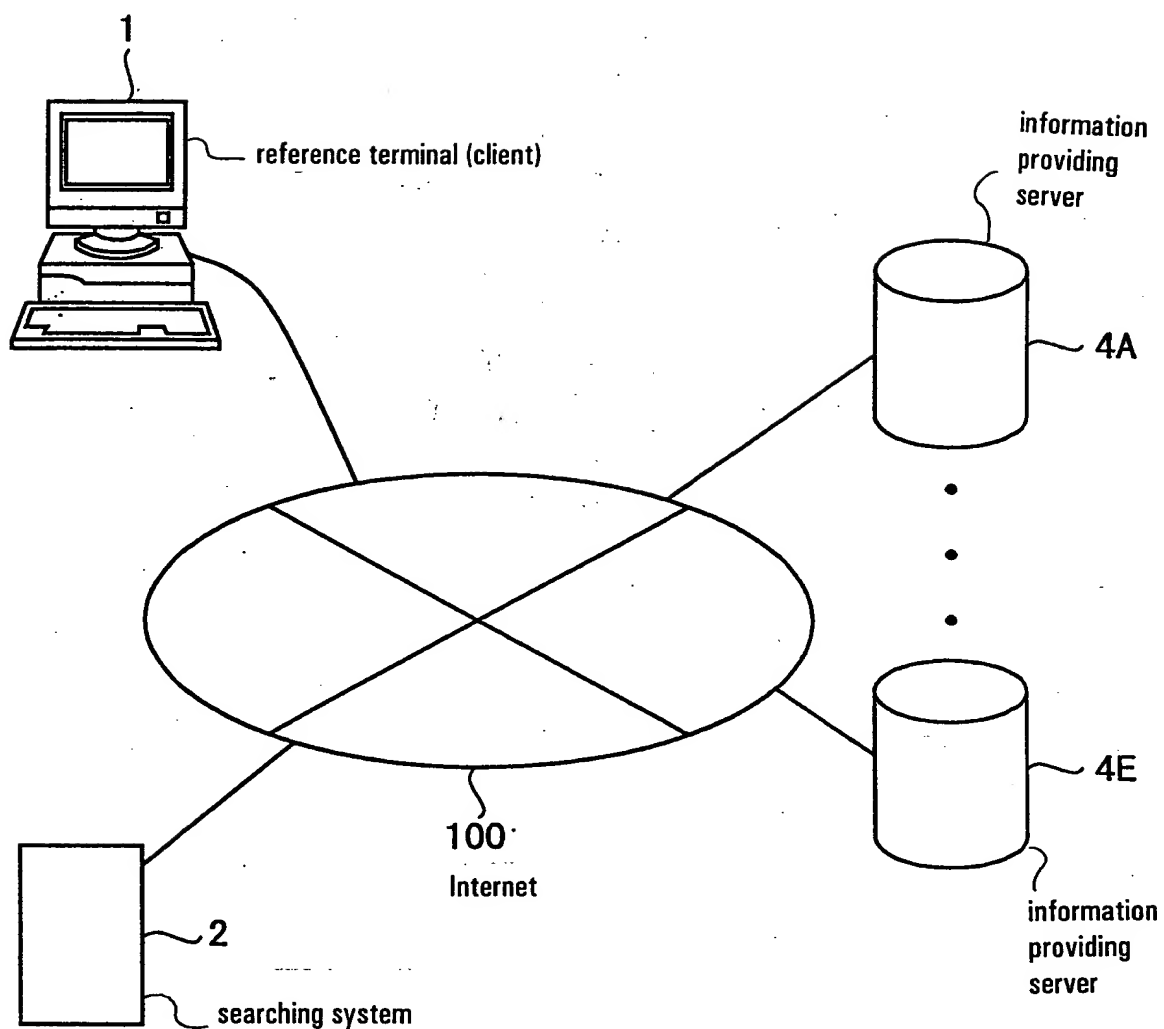 1
reference terminal (client)
information
providing
server
4A
4E
100
Internet
2
searching system
information
providing
server